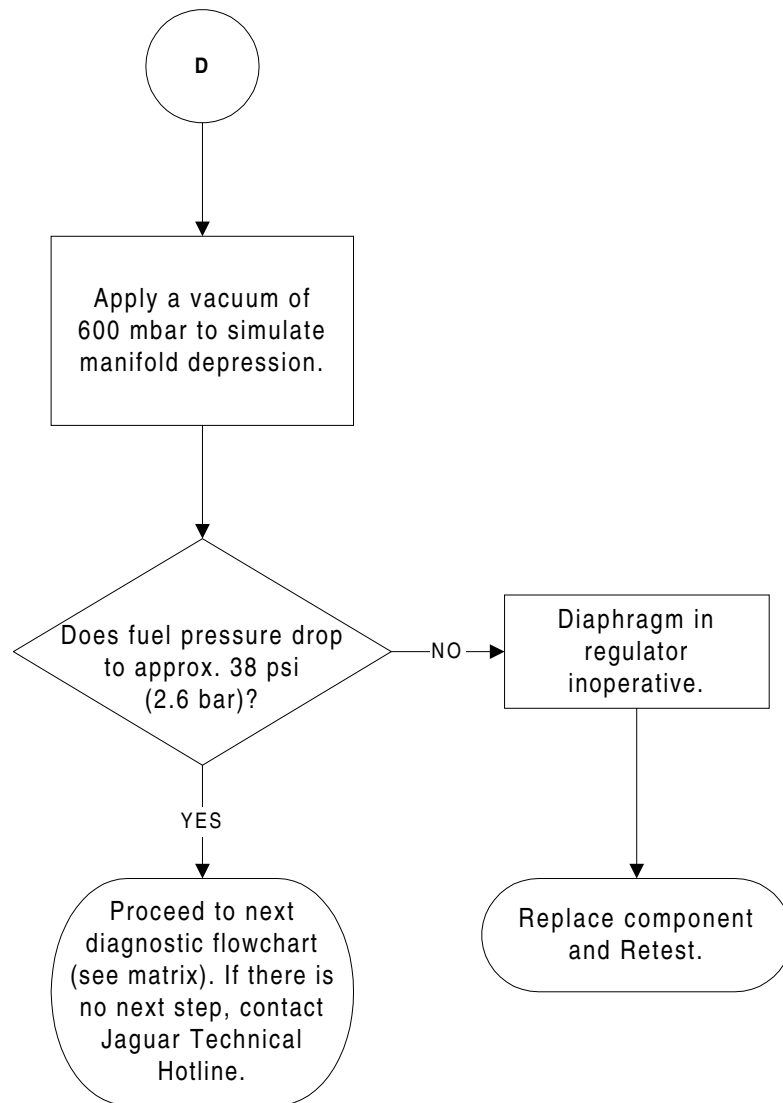 D
Apply a vacuum of
600 mbar to simulate
manifold depression.
Does fuel pressure drop
to approx. 38 psi
(2.6 bar)?
NO
Diaphragm in
regulator
inoperative.
YES
Proceed to next
diagnostic flowchart
(see matrix). If there is
no next step, contact
Jaguar Technical
Hotline.
Replace component
and Retest.